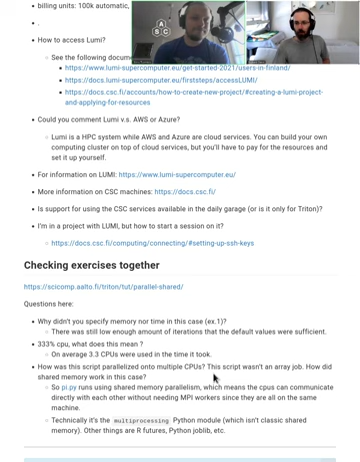 billing units: 100k automatic,
.
How to access Lumi?
See the following docum
https://www.lumi-supercomputer.eu/get-started-2021/users-in-finland/
https://docs.lumi-supercomputer.eu/firststeps/accessLUMI/
https://docs.csc.fi/accounts/how-to-create-new-project/#creating-a-lumi-project-
and-applying-for-resources
Could you comment Lumi v.s. AWS or Azure?
Lumi is a HPC system while AWS and Azure are cloud services. You can build your own
computing cluster on top of cloud services, but you'll have to pay for the resources and
set it up yourself.
For information on LUMI: https://www.lumi-supercomputer.eu/
More information on CSC machines: https://docs.csc.fi/
Is support for using the CSC services available in the daily garage (or is it only for Triton)?
I'm in a project with LUMI, but how to start a session on it?
https://docs.csc.fi/computing/connecting/#setting-up-ssh-keys
Checking exercises together
https://scicomp.aalto.fi/triton/tut/parallel-shared/
Questions here:
Why didn't you specify memory nor time in this case (ex.1)?
There was still low enough amount of iterations that the default values were sufficient.
333% cpu, what does this mean ?
On average 3.3 CPUs were used in the time it took.
How was this script parallelized onto multiple CPUs? This script wasn't an array job. How did
shared memory work in this case?
So pi.py runs using shared memory parallelism, which means the cpus can communicate
directly with each other without needing MPI workers since they are all on the same
machine.
Technically it's the multiprocessing Python module (which isn't classic shared
memory). Other things are R futures, Python joblib, etc.
A
S C